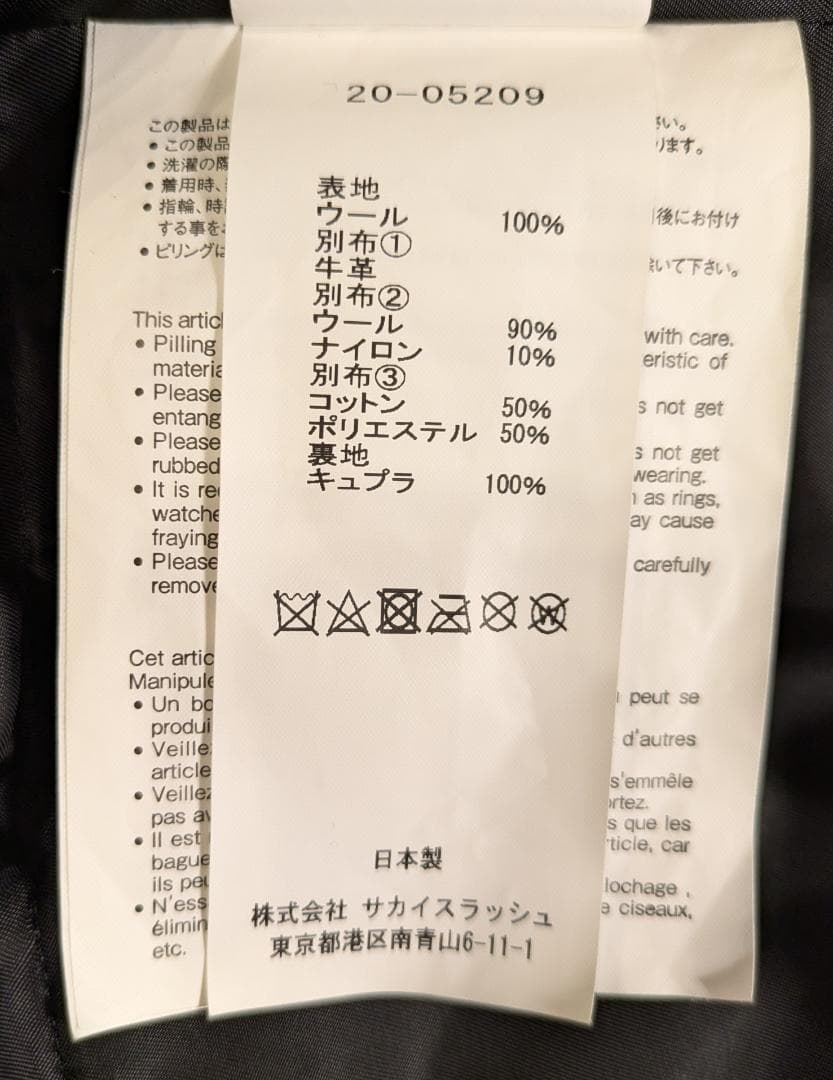 20-05209
表地
ウール 100%
別布①
牛革
別布②
ウール 90%
ナイロン 10%
別布③
コットン 50%
ポリエステル 50%
裏地
キュプラ 100%
日本製
株式会社 サカイスラッシュ
東京都港区南青山6-11-1
この製品は
• この製品
• 洗濯の際
• 着用時、
• 指輪、時
する事を
• ピリングは
さい。
ります。
後にお付け
いて下さい。
This artic
• Pilling
materia
• Please
entang
• Please
rubbed
• It is re
watche
fraying
• Please
remove
with care.
eristic of
s not get
s not get
wearing.
as rings,
ay cause
carefully
Cet artic
Manipule
• Un bo
produi
• Veille
article
• Veillez
pas av
• Il est
bague
ils peu
• N'ess
élimin
etc.
peut se
d'autres
s'emmêle
ortez.
s que les
rticle, car
lochage .
e ciseaux,